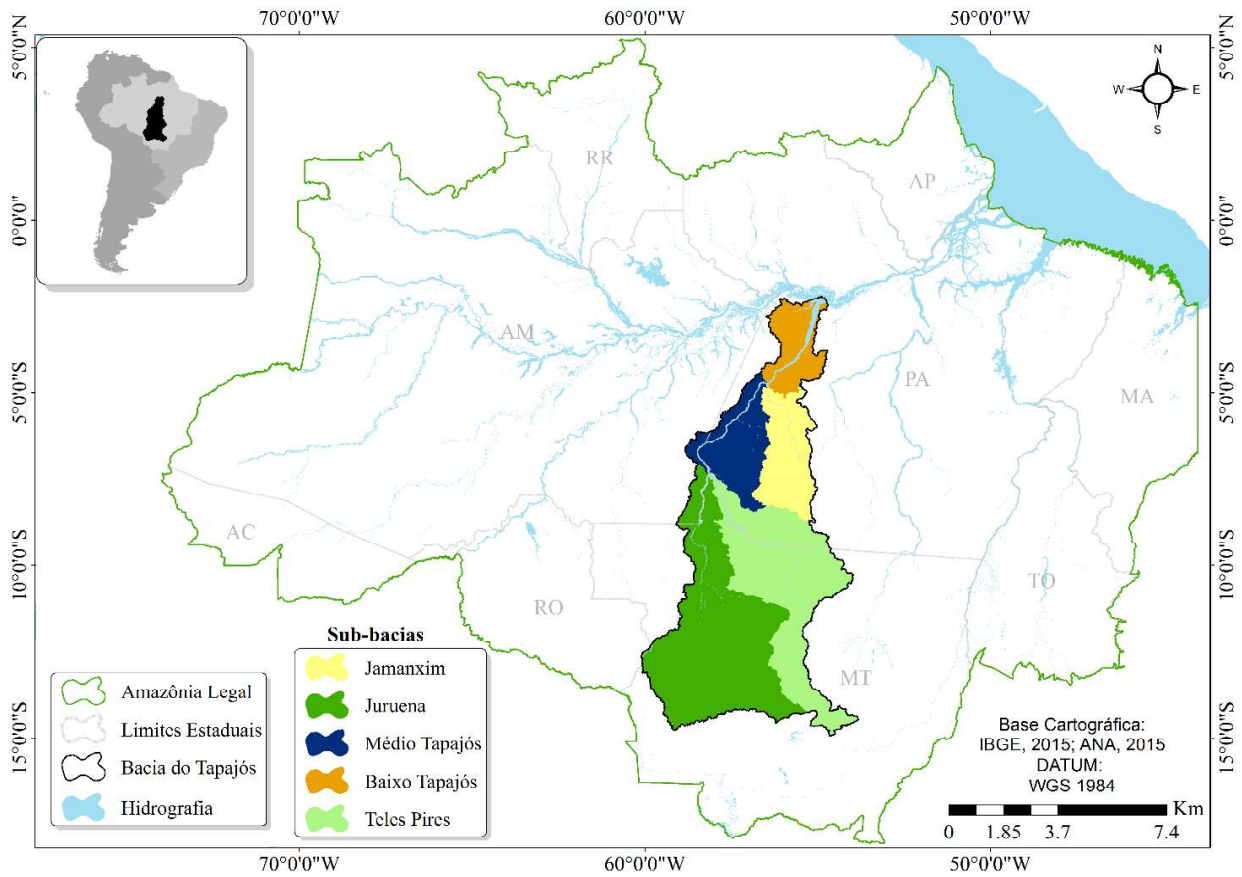 70°0'0"W 60°0'0"W 50°0'0"W
5°0'0"N 5°0'0"N
N
W E
S
RR
AP
0°0'0" 0°0'0"
AM
PA
MA
5°0'0"S 5°0'0"S
AC
10°0'0"S 10°0'0"S
RO
TO
MT
15°0'0"S 15°0'0"S
Amazônia Legal
Limites Estaduais
Bacia do Tapajós
Hidrografia
Sub-bacias
Jamanxim
Juruena
Médio Tapajós
Baixo Tapajós
Teles Pires
Base Cartográfica:
IBGE, 2015; ANA, 2015
DATUM:
WGS 1984
Km
0 1.85 3.7 7.4
70°0'0"W 60°0'0"W 50°0'0"W